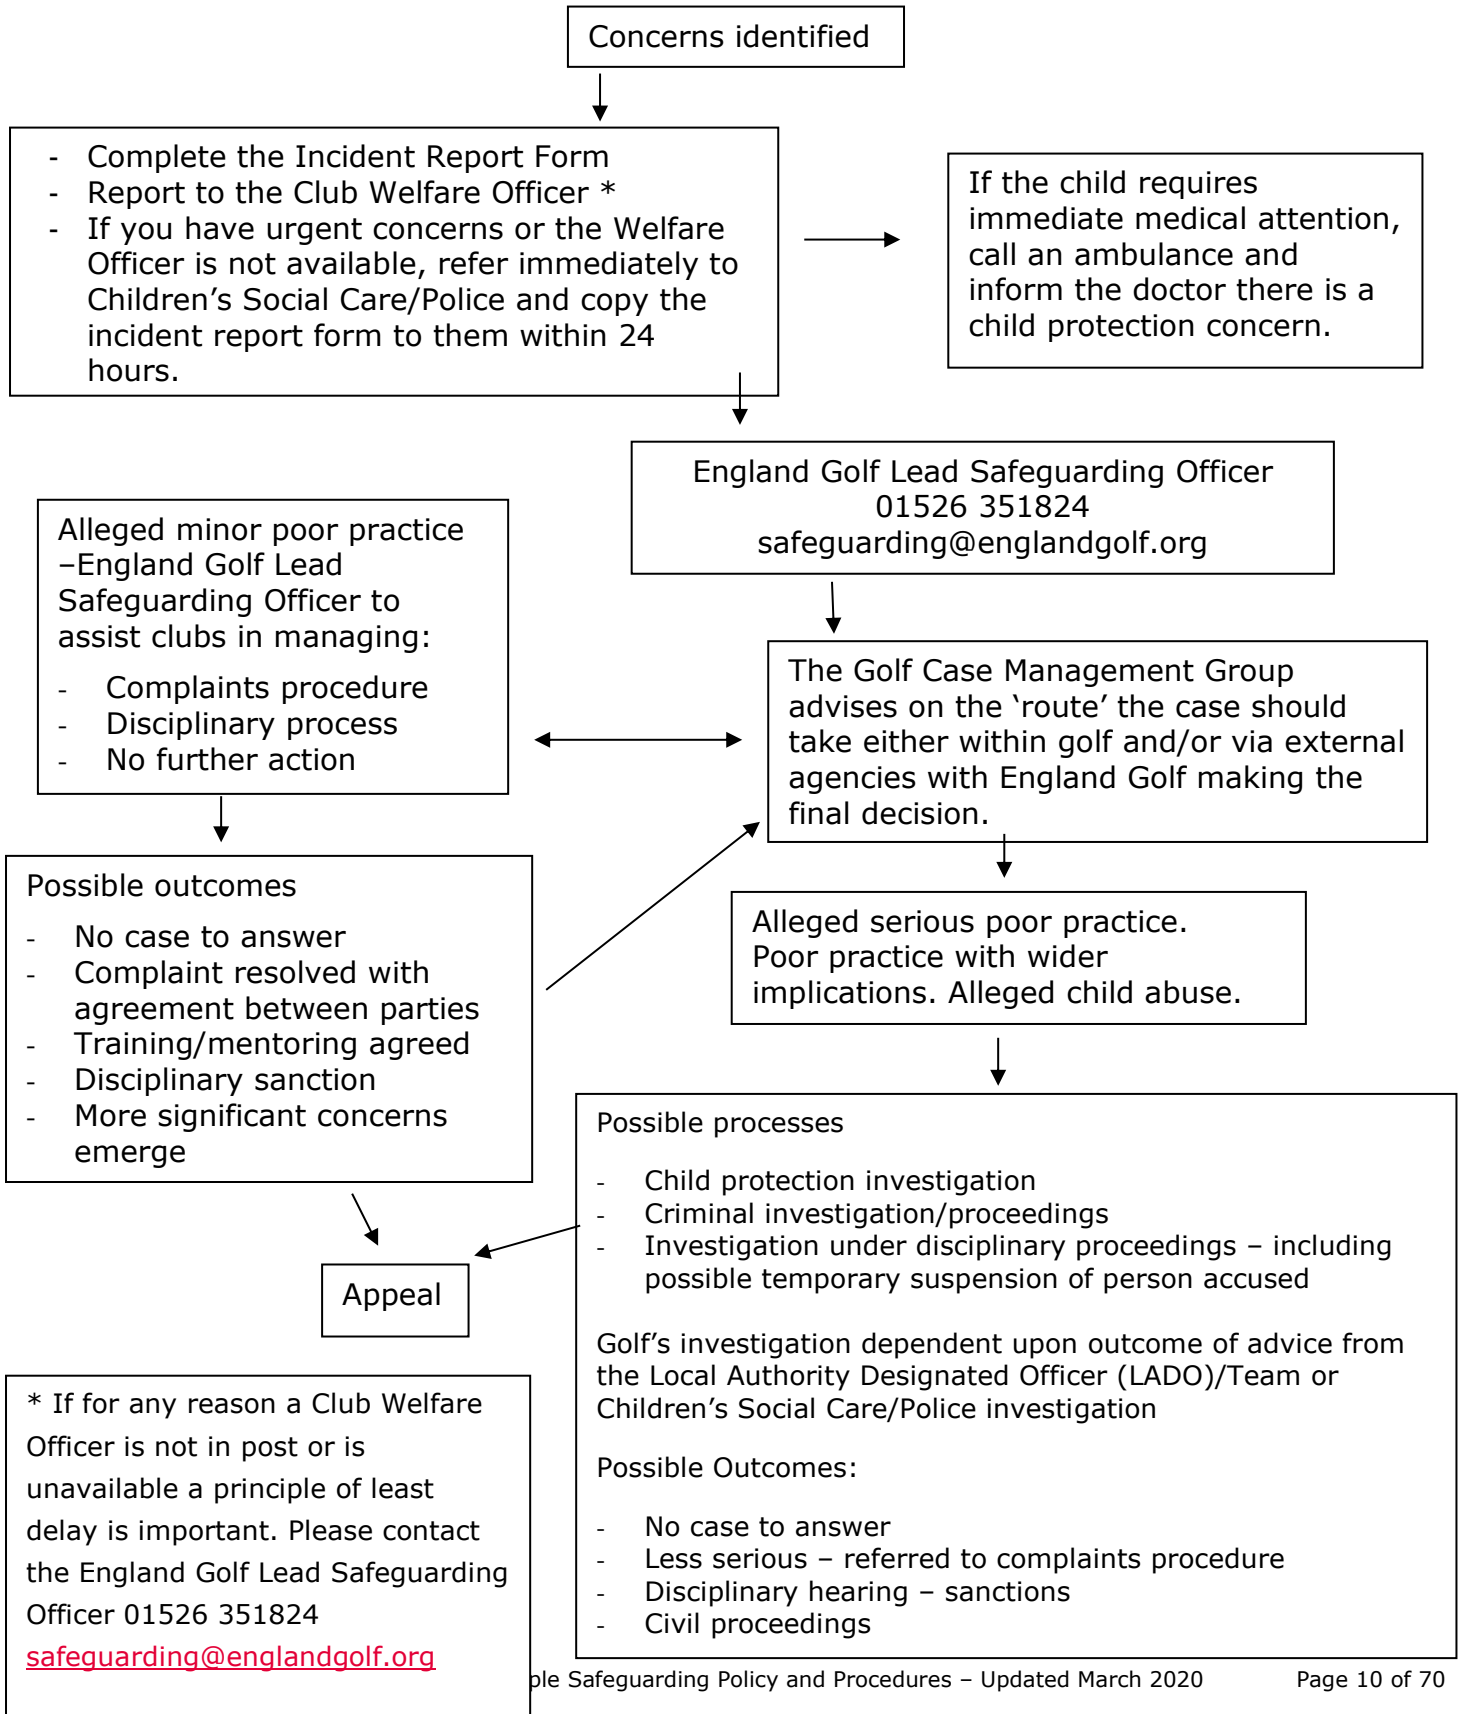 Concerns identified
- Complete the Incident Report Form
- Report to the Club Welfare Officer *
- If you have urgent concerns or the Welfare
Officer is not available, refer immediately to
Children’s Social Care/Police and copy the
incident report form to them within 24
hours.
If the child requires
immediate medical attention,
call an ambulance and
inform the doctor there is a
child protection concern.
England Golf Lead Safeguarding Officer
01526 351824
safeguarding@englandgolf.org
Alleged minor poor practice
–England Golf Lead
Safeguarding Officer to
assist clubs in managing:
- Complaints procedure
- Disciplinary process
- No further action
The Golf Case Management Group
advises on the ‘route’ the case should
take either within golf and/or via external
agencies with England Golf making the
final decision.
Possible outcomes
- No case to answer
- Complaint resolved with
agreement between parties
- Training/mentoring agreed
- Disciplinary sanction
- More significant concerns
emerge
Alleged serious poor practice.
Poor practice with wider
implications. Alleged child abuse.
Possible processes
- Child protection investigation
- Criminal investigation/proceedings
- Investigation under disciplinary proceedings – including
possible temporary suspension of person accused
Golf’s investigation dependent upon outcome of advice from
the Local Authority Designated Officer (LADO)/Team or
Children’s Social Care/Police investigation
Possible Outcomes:
- No case to answer
- Less serious – referred to complaints procedure
- Disciplinary hearing – sanctions
- Civil proceedings
Appeal
* If for any reason a Club Welfare
Officer is not in post or is
unavailable a principle of least
delay is important. Please contact
the England Golf Lead Safeguarding
Officer 01526 351824
safeguarding@englandgolf.org
ple Safeguarding Policy and Procedures – Updated March 2020 Page 10 of 70